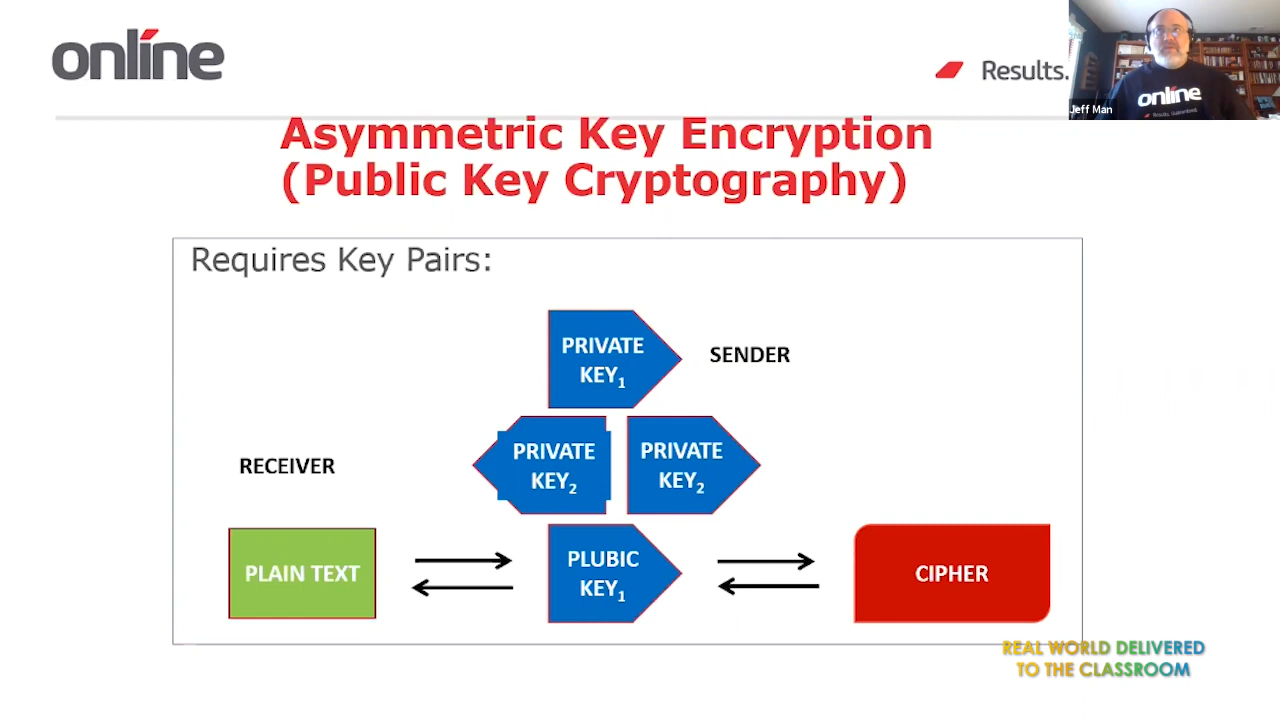 online
Results.
Jeff Man
online
Asymmetric Key Encryption
(Public Key Cryptography)
Requires Key Pairs:
PRIVATE
KEY1
SENDER
RECEIVER
PRIVATE
KEY2
PRIVATE
KEY2
PLAIN TEXT
PLUBIC
KEY1
CIPHER
REAL WORLD DELIVERED
TO THE CLASSROOM